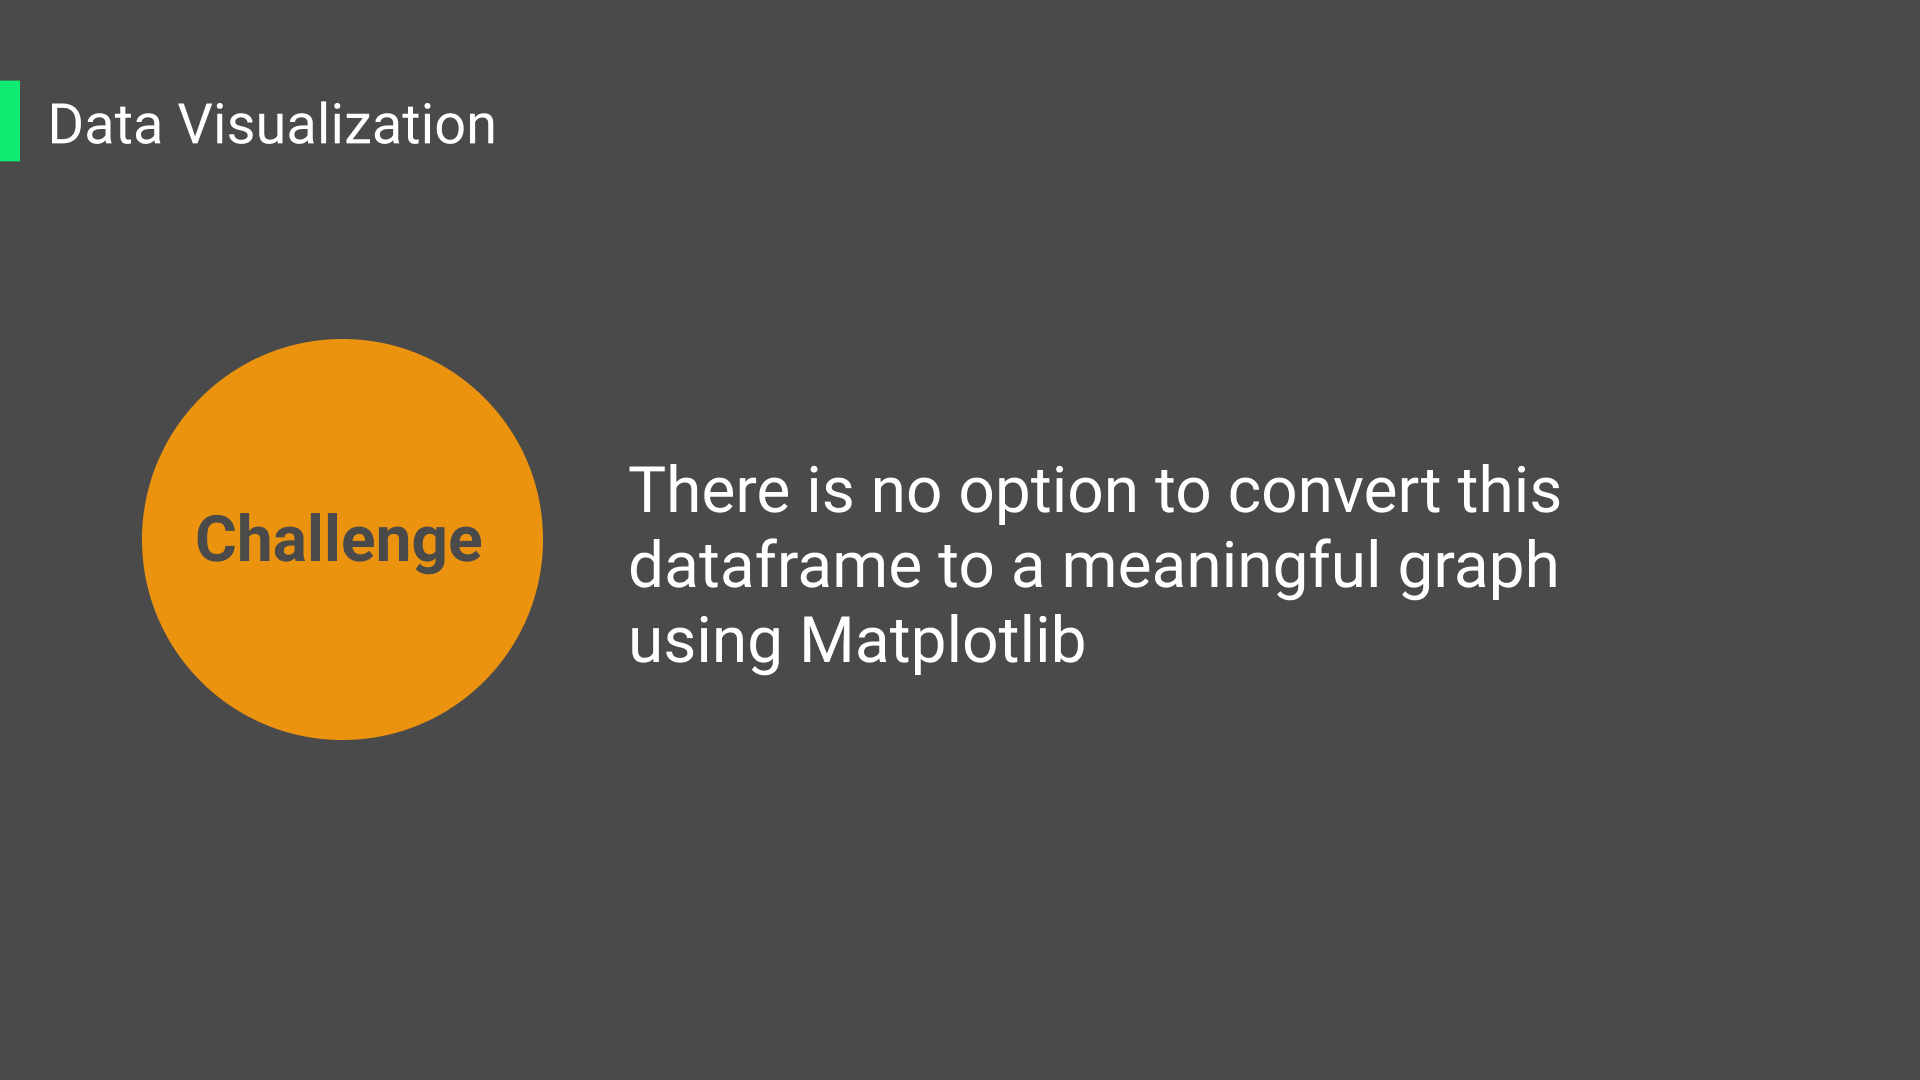 Data Visualization
Challenge
There is no option to convert this
dataframe to a meaningful graph
using Matplotlib